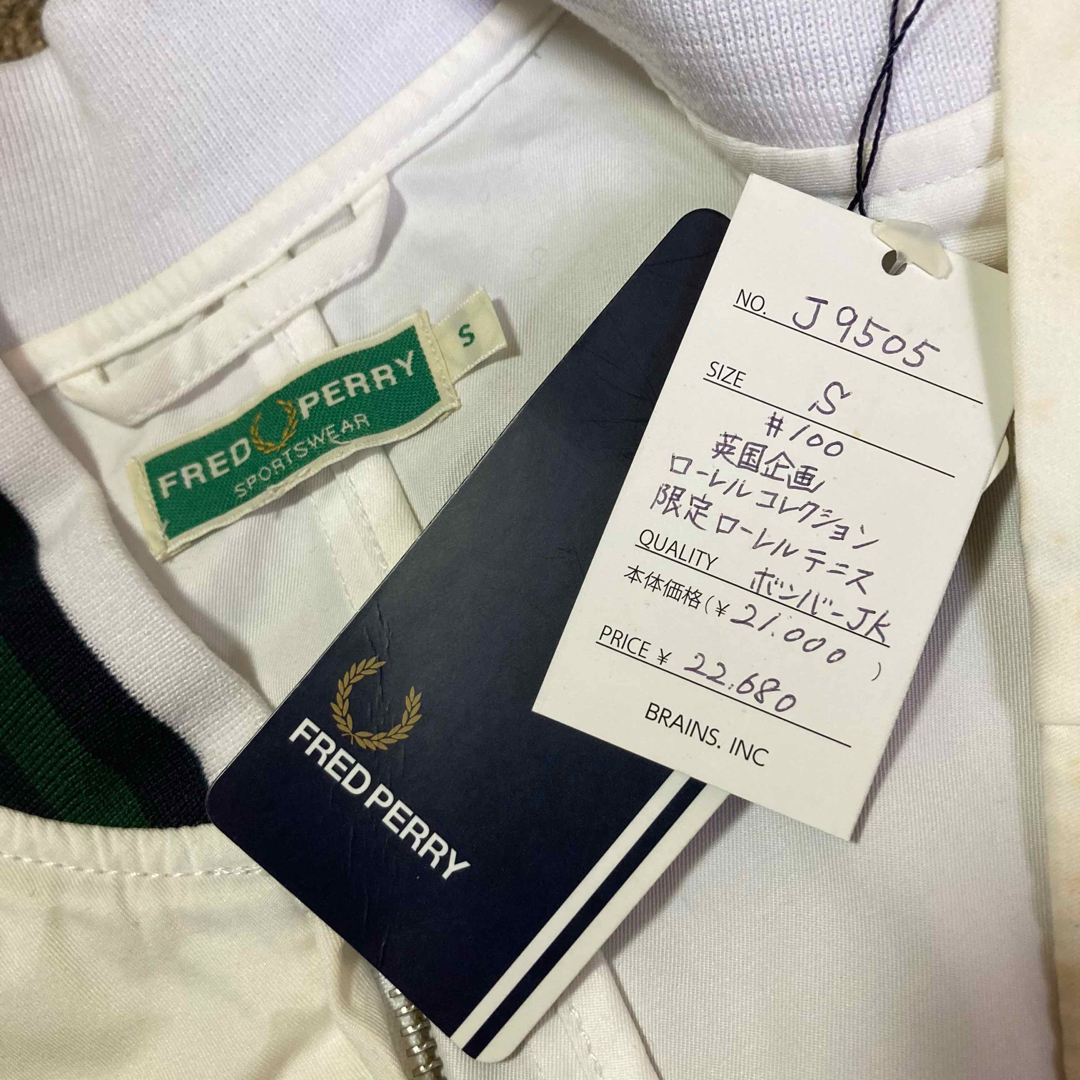 FRED PERRY
SPORTSWEAR
S
FRED PERRY
NO. J9505
SIZE S
#100
英国企画
ローレルコレクション
限定ローレルテニス
QUALITY ボンバーJK
本体価格(¥21.000)
PRICE ¥ 22.680
BRAINS. INC